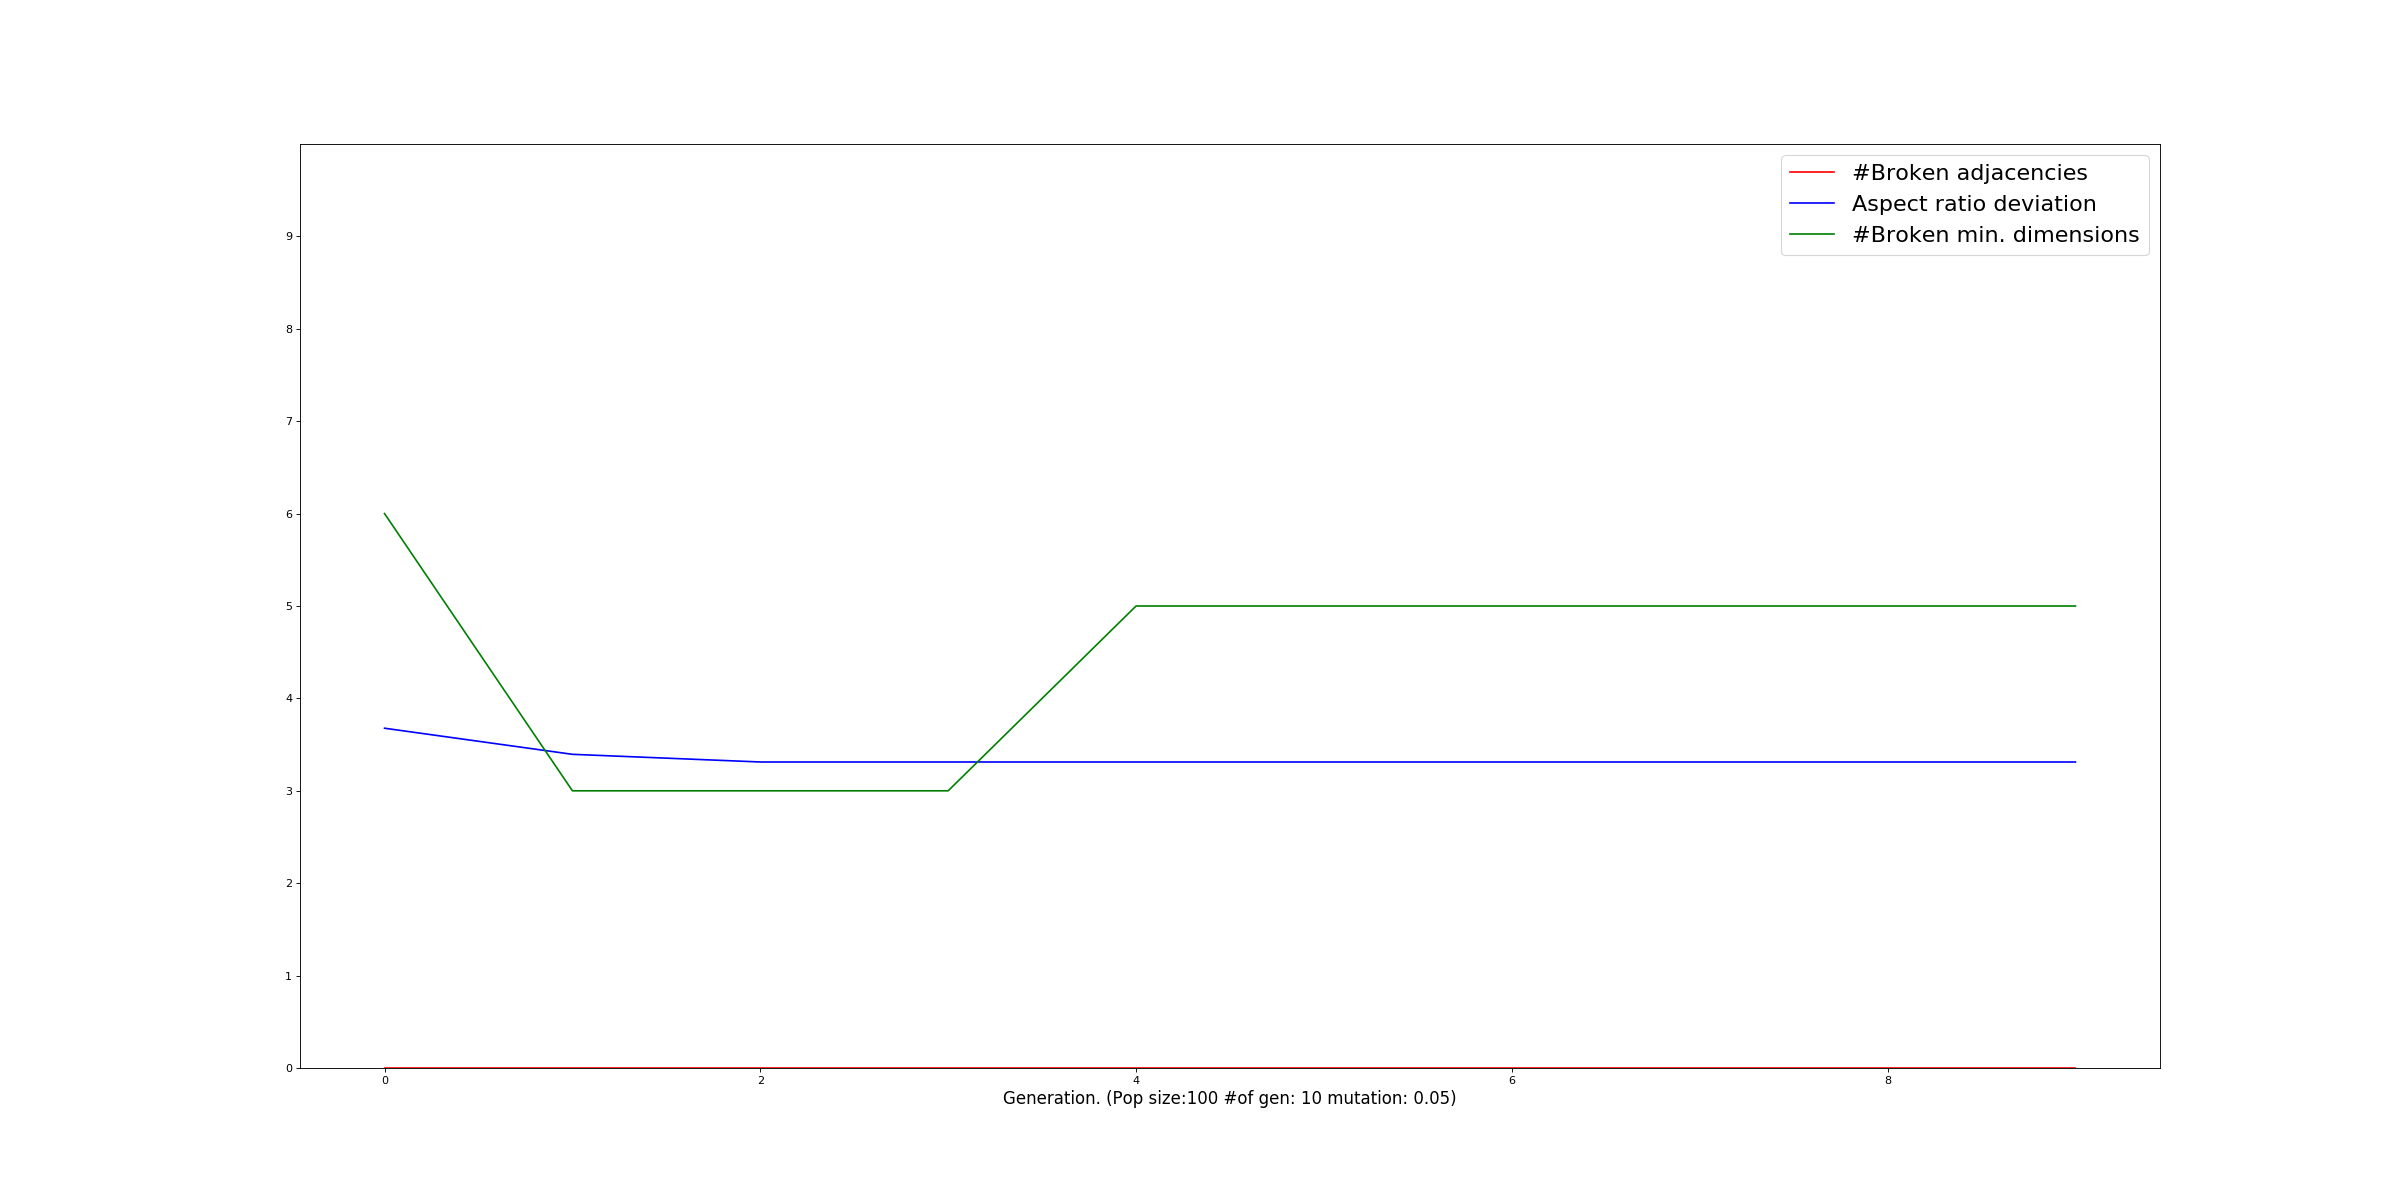 #Broken adjacencies
Aspect ratio deviation
#Broken min. dimensions
9
8
7
6
5
4
3
2
1
0
0 2 4 6 8
Generation. (Pop size:100 #of gen: 10 mutation: 0.05)